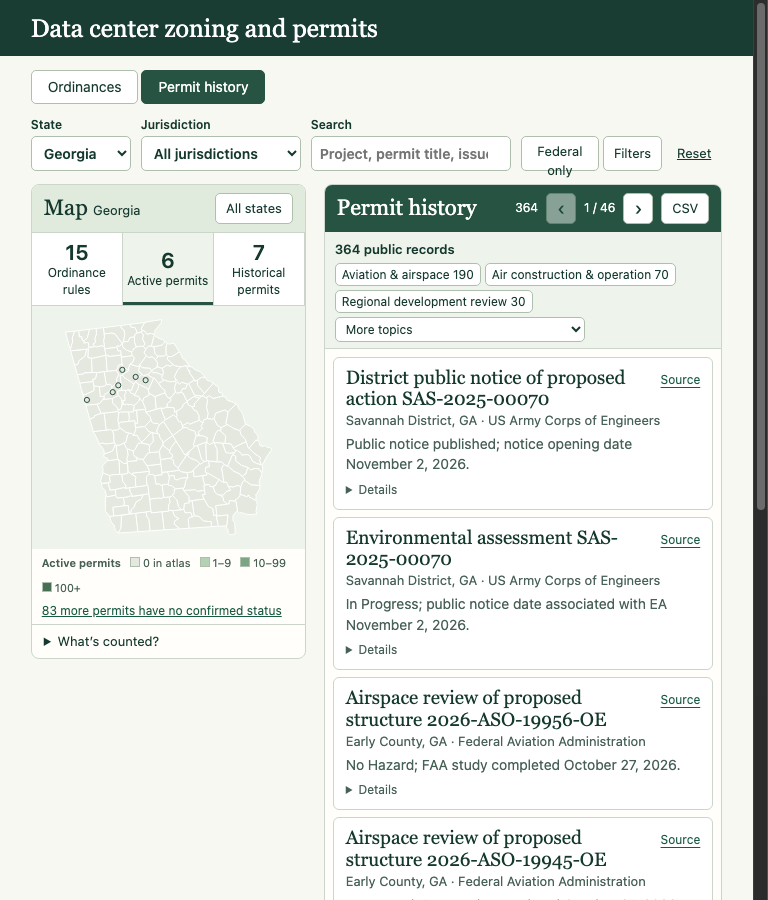 Data center zoning and permits
Ordinances
Permit history
State
Jurisdiction
Search
Georgia
All jurisdictions
Project, permit title, issue
Federal
only
Filters
Reset
Map Georgia
All states
15
Ordinance
rules
6
Active permits
7
Historical
permits
Active permits
0 in atlas
1–9
10–99
100+
83 more permits have no confirmed status
What's counted?
Permit history
364
‹
1 / 46
›
CSV
364 public records
Aviation & airspace 190
Air construction & operation 70
Regional development review 30
More topics
District public notice of proposed
action SAS-2025-00070
Source
Savannah District, GA · US Army Corps of Engineers
Public notice published; notice opening date
November 2, 2026.
Details
Environmental assessment SAS-
2025-00070
Source
Savannah District, GA · US Army Corps of Engineers
In Progress; public notice date associated with EA
November 2, 2026.
Details
Airspace review of proposed
structure 2026-ASO-19956-OE
Source
Early County, GA · Federal Aviation Administration
No Hazard; FAA study completed October 27, 2026.
Details
Airspace review of proposed
structure 2026-ASO-19945-OE
Source
Early County, GA · Federal Aviation Administration